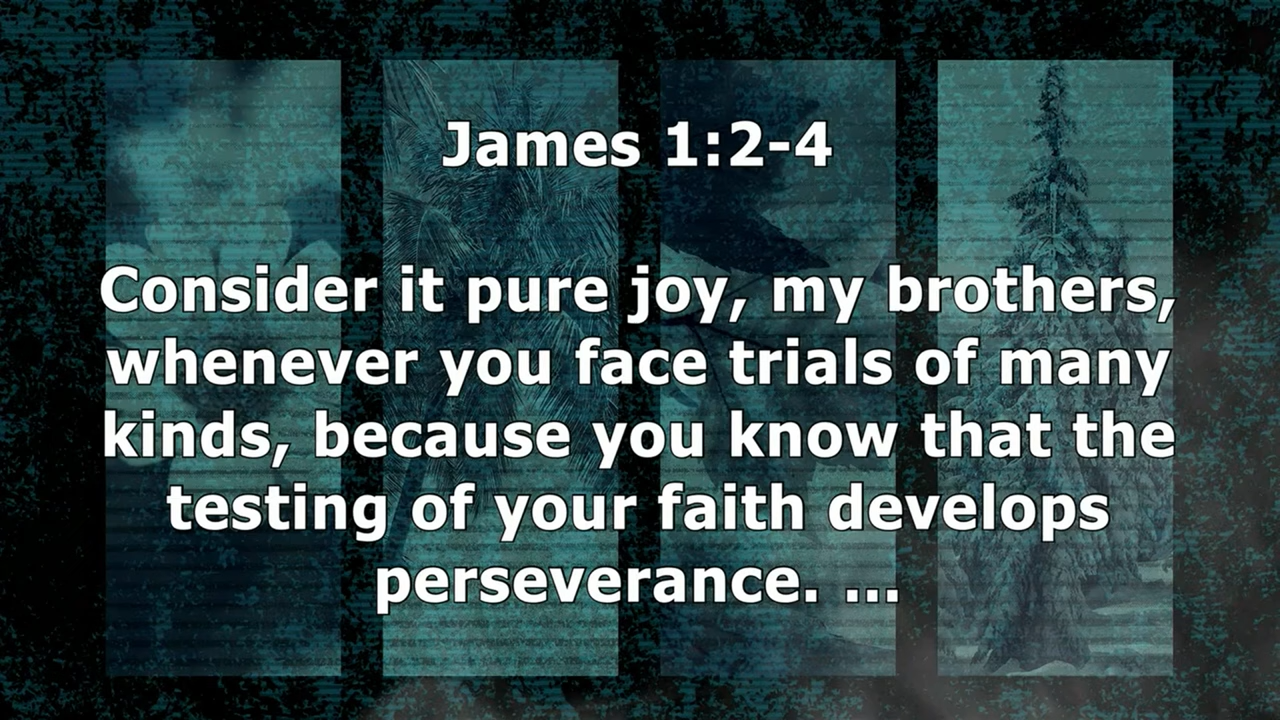 James 1:2-4
Consider it pure joy, my brothers,
whenever you face trials of many
kinds, because you know that the
testing of your faith develops
perseverance. ...